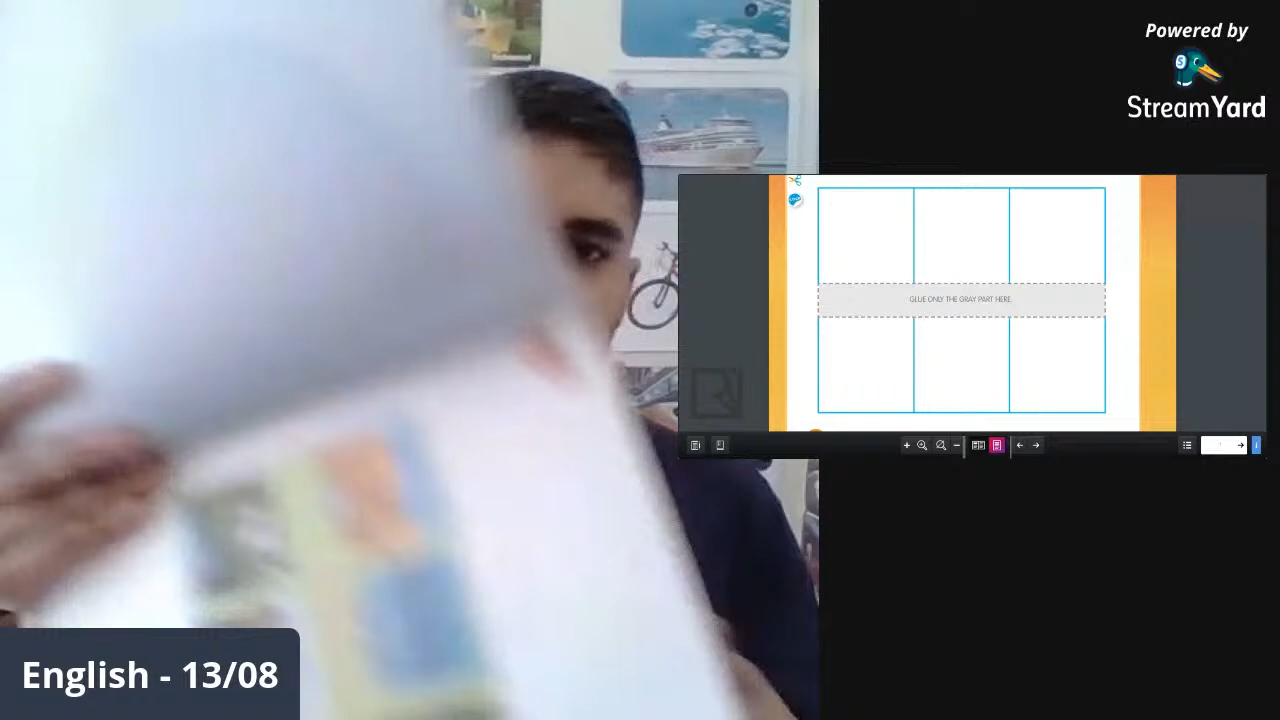 Powered by
StreamYard
GLUE ONLY THE GRAY PART HERE.
English - 13/08